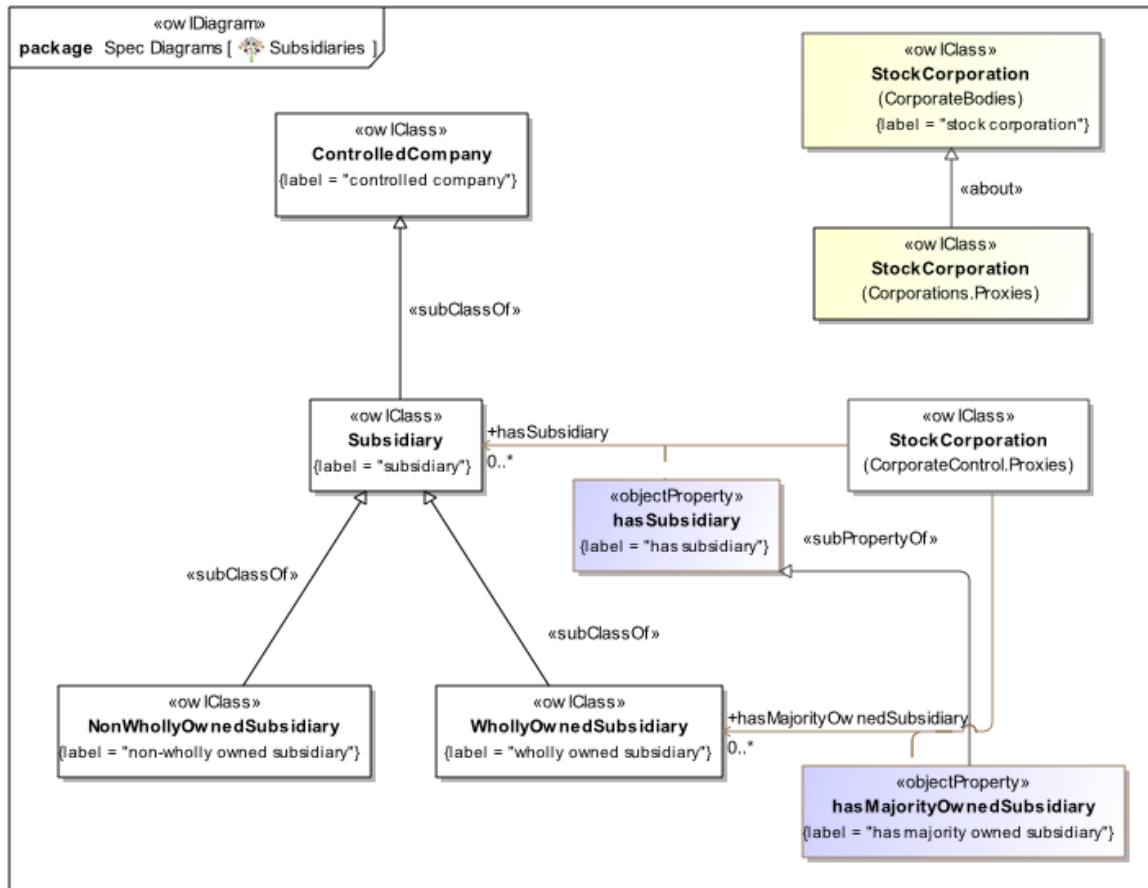 «owlDiagram»
package Spec Diagrams [ Subsidiaries ]
«owlClass»
StockCorporation
(CorporateBodies)
{label = "stock corporation"}
«about»
«owlClass»
StockCorporation
(Corporations.Proxies)
«owlClass»
ControlledCompany
{label = "controlled company"}
«subClassOf»
«owlClass»
Subsidiary
{label = "subsidiary"}
+hasSubsidiary
0..*
«owlClass»
StockCorporation
(CorporateControl.Proxies)
«objectProperty»
hasSubsidiary
{label = "has subsidiary"}
«subPropertyOf»
«subClassOf»
«subClassOf»
«owlClass»
NonWhollyOwnedSubsidiary
{label = "non-wholly owned subsidiary"}
«owlClass»
WhollyOwnedSubsidiary
{label = "wholly owned subsidiary"}
+hasMajorityOwnedSubsidiary
0..*
«objectProperty»
hasMajorityOwnedSubsidiary
{label = "has majority owned subsidiary"}